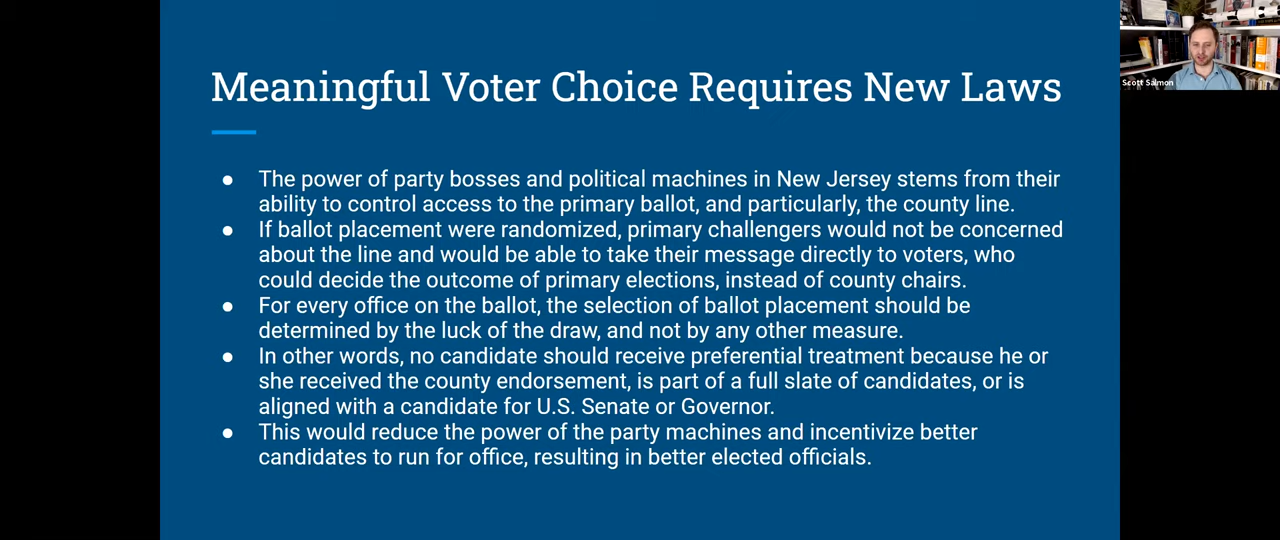 Meaningful Voter Choice Requires New Laws
● The power of party bosses and political machines in New Jersey stems from their
ability to control access to the primary ballot, and particularly, the county line.
● If ballot placement were randomized, primary challengers would not be concerned
about the line and would be able to take their message directly to voters, who
could decide the outcome of primary elections, instead of county chairs.
● For every office on the ballot, the selection of ballot placement should be
determined by the luck of the draw, and not by any other measure.
● In other words, no candidate should receive preferential treatment because he or
she received the county endorsement, is part of a full slate of candidates, or is
aligned with a candidate for U.S. Senate or Governor.
● This would reduce the power of the party machines and incentivize better
candidates to run for office, resulting in better elected officials.
Scott Salmon